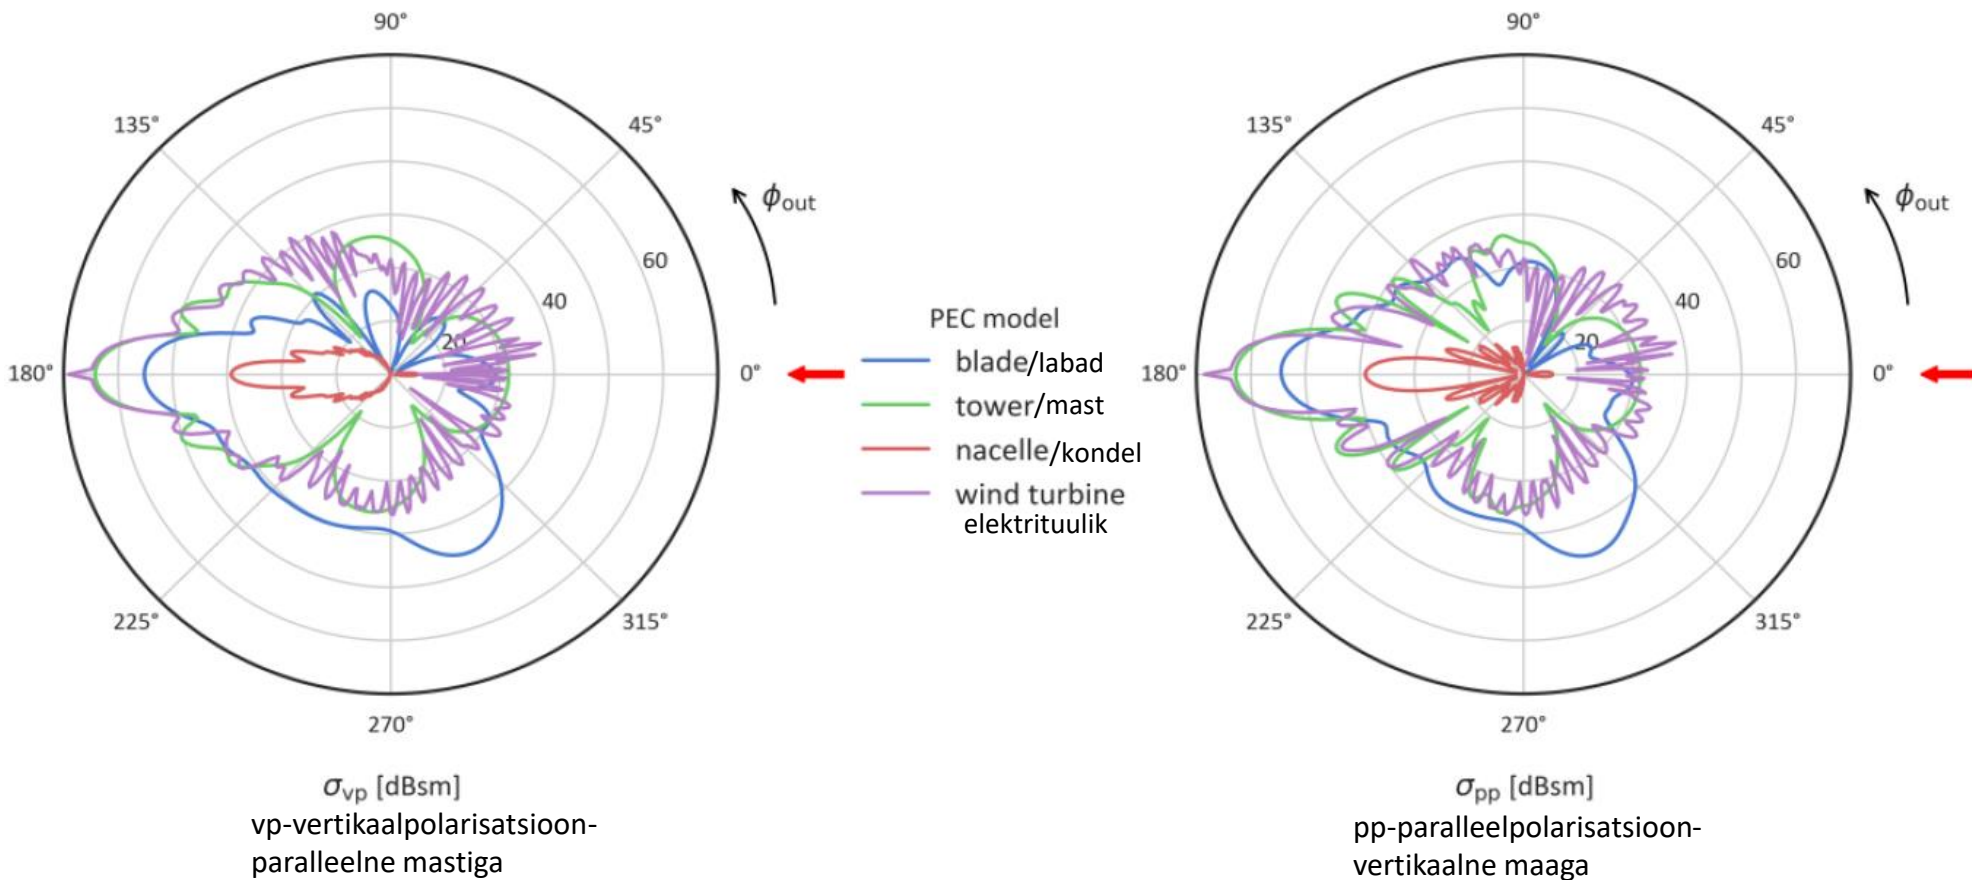 90°
135°
45°
ϕout
60
40
20
180°
0°
225°
315°
270°
σvp [dBsm]
vp-vertikaalpolarisatsioon-
paralleelne mastiga
PEC model
blade/labad
tower/mast
nacelle/kondel
wind turbine
elektrituulik
90°
135°
45°
ϕout
60
40
20
180°
0°
225°
315°
270°
σpp [dBsm]
pp-paralleelpolarisatsioon-
vertikaalne maaga